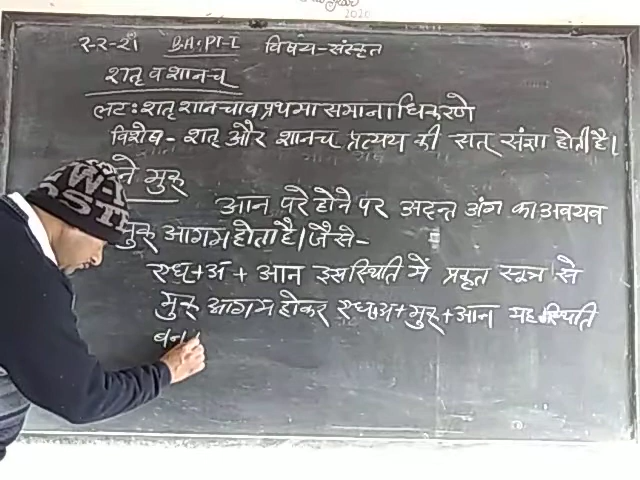 2020
२-२-२१ BA.PT-I विषय-संस्कृत
शतृ व शानच्
लटः शतृ शानचाव प्रथमा समानाधिकरणे
विशेष - शतृ और शानच् प्रत्यय की सत् संज्ञा होती है।
ने मुक्
आन परे होने पर अदन्त अंग का अवयव
मुक् आगम होता है। जैसे-
एध्+अ + आन इस स्थिति में प्रकृत सूत्र से
मुक् आगम होकर एध्+अ+मुक्+आन यह स्थिति
बन